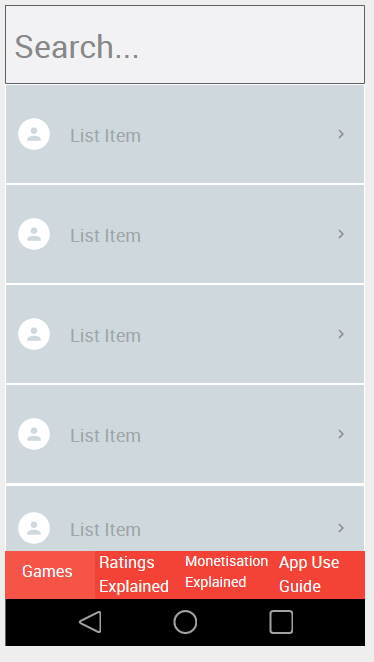 Search...
List Item
List Item
List Item
List Item
List Item
Games
Ratings
Explained
Monetisation
Explained
App Use
Guide